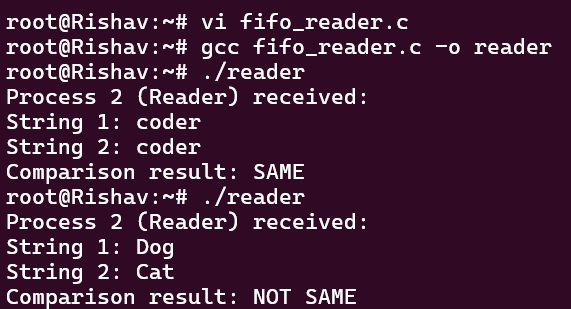 root@Rishav:~# vi fifo_reader.c
root@Rishav:~# gcc fifo_reader.c -o reader
root@Rishav:~# ./reader
Process 2 (Reader) received:
String 1: coder
String 2: coder
Comparison result: SAME
root@Rishav:~# ./reader
Process 2 (Reader) received:
String 1: Dog
String 2: Cat
Comparison result: NOT SAME